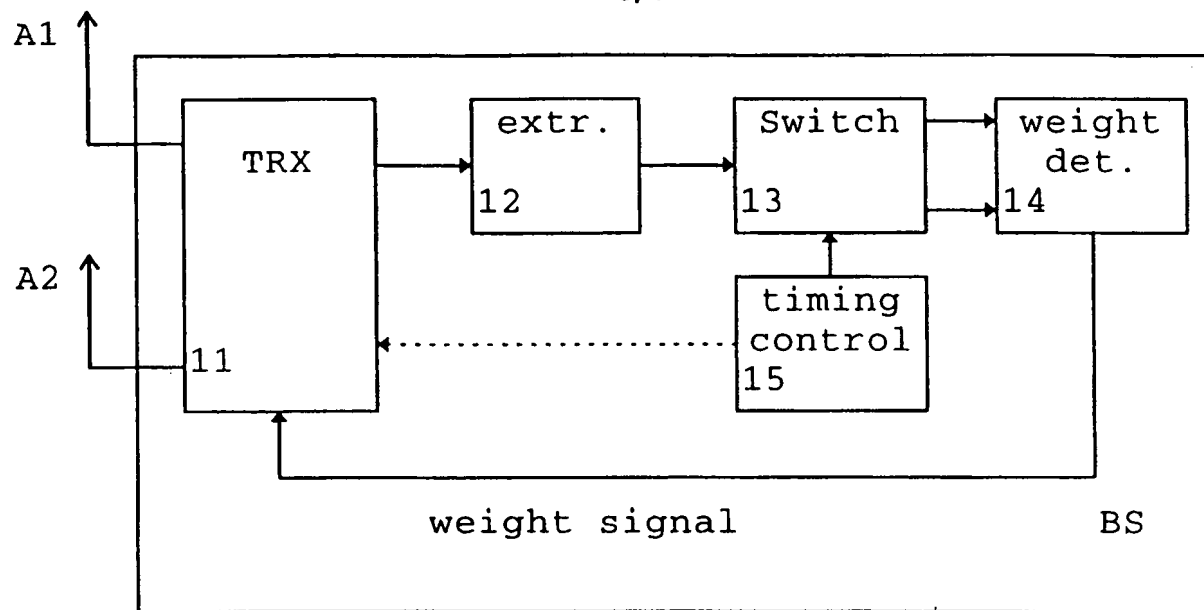 A1
TRX
extr.
12
Switch
13
weight
det.
14
A2
11
timing
control
15
weight signal
BS